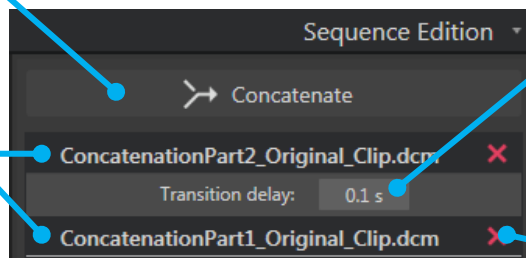 Sequence Edition
Concatenate
ConcatenationPart2_Original_Clip.dcm
Transition delay: 0.1 s
ConcatenationPart1_Original_Clip.dcm